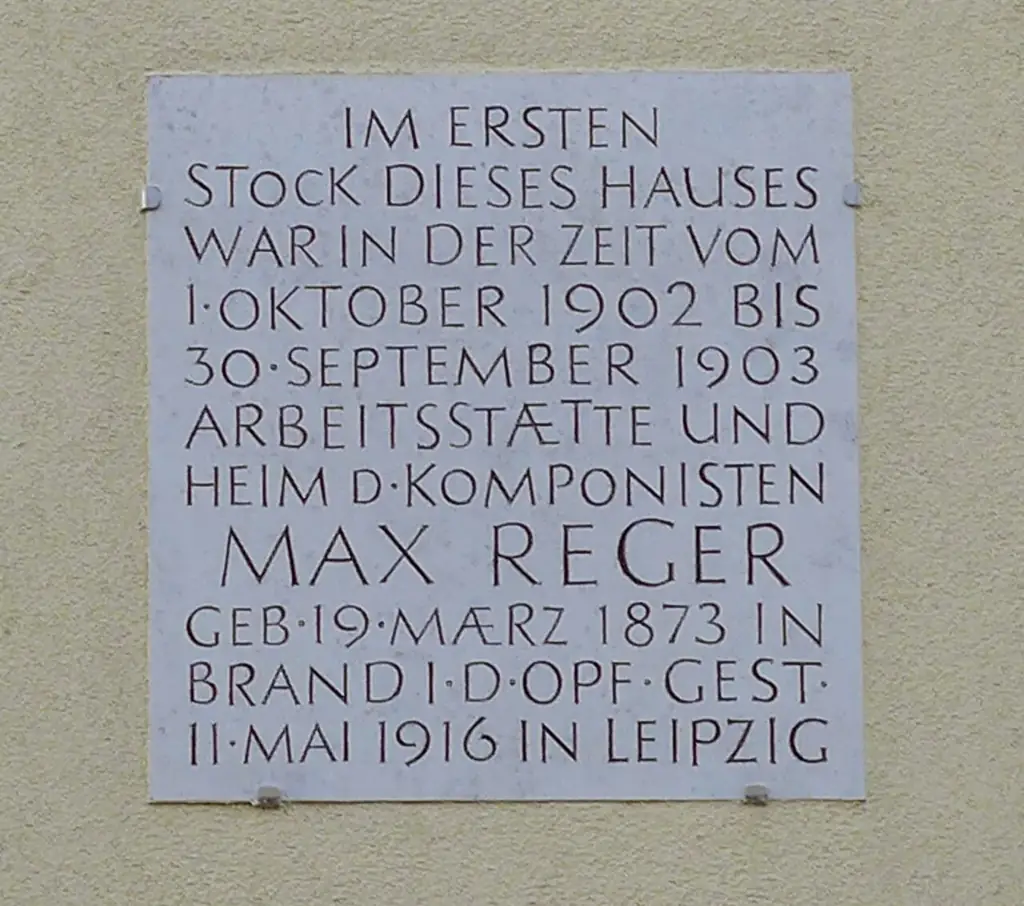 IM ERSTEN
STOCK DIESES HAUSES
WAR IN DER ZEIT VOM
1·OKTOBER 1902 BIS
30·SEPTEMBER 1903
ARBEITSSTÆTTE UND
HEIM D·KOMPONISTEN
MAX REGER
GEB·19·MÆRZ 1873 IN
BRAND I·D·OPF·GEST·
11·MAI 1916 IN LEIPZIG